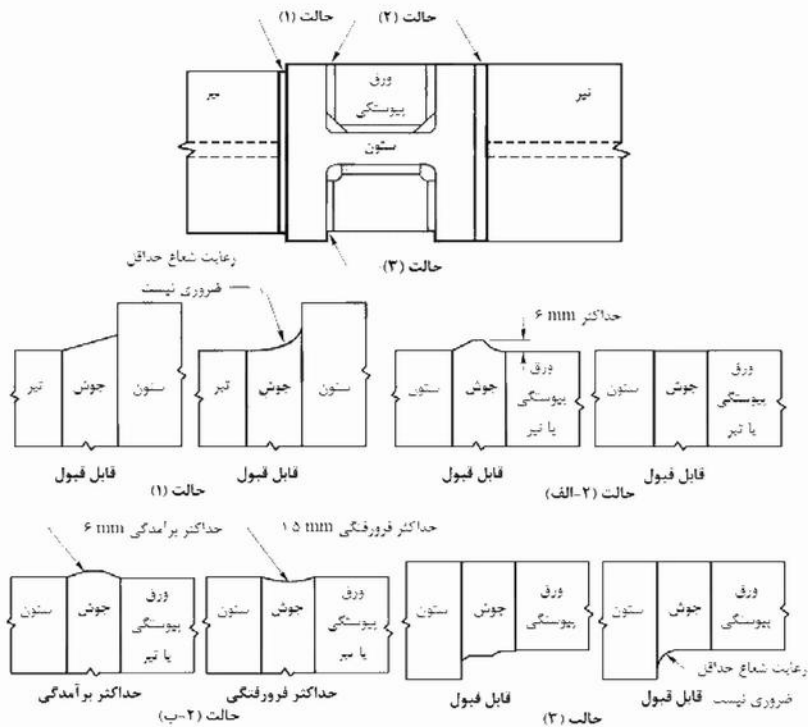 حالت (۱)
حالت (۲)
تیر
ورق
پیوستگی
تیر
ستون
حالت (۳)
رعایت شعاع حداقل
ضروری نیست
حداکثر ۶ mm
تیر
جوش
ستون
تیر
جوش
ستون
ستون
جوش
ورق
پیوستگی
یا تیر
ستون
جوش
ورق
پیوستگی
یا تیر
قابل قبول
قابل قبول
قابل قبول
قابل قبول
حالت (۱)
حالت (۲-الف)
حداکثر برآمدگی ۶ mm
حداکثر فرورفتگی ۱۵ mm
ستون
جوش
ورق
پیوستگی
یا تیر
ستون
جوش
ورق
پیوستگی
یا تیر
ستون
جوش
ورق
پیوستگی
ستون
جوش
ورق
پیوستگی
رعایت شعاع حداقل
ضروری نیست
حداکثر برآمدگی
حداکثر فرورفتگی
قابل قبول
قابل قبول
حالت (۲-ب)
حالت (۳)